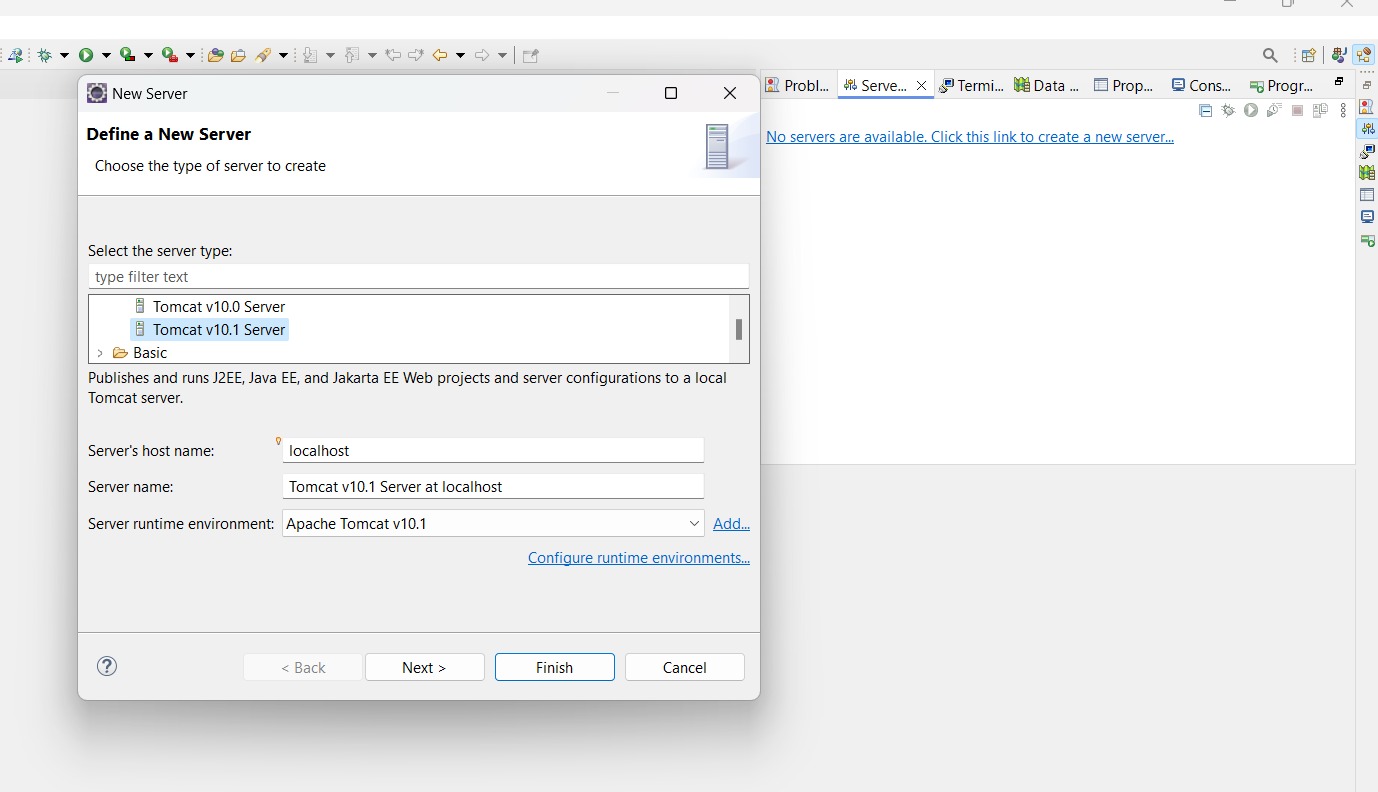 New Server
Define a New Server
Choose the type of server to create
Select the server type:
type filter text
Tomcat v10.0 Server
Tomcat v10.1 Server
Basic
Publishes and runs J2EE, Java EE, and Jakarta EE Web projects and server configurations to a local
Tomcat server.
Server's host name:
localhost
Server name:
Tomcat v10.1 Server at localhost
Server runtime environment:
Apache Tomcat v10.1
Add...
Configure runtime environments...
< Back
Next >
Finish
Cancel
Probl...
Serve...
Termi...
Data ...
Prop...
Cons...
Progr...
No servers are available. Click this link to create a new server...